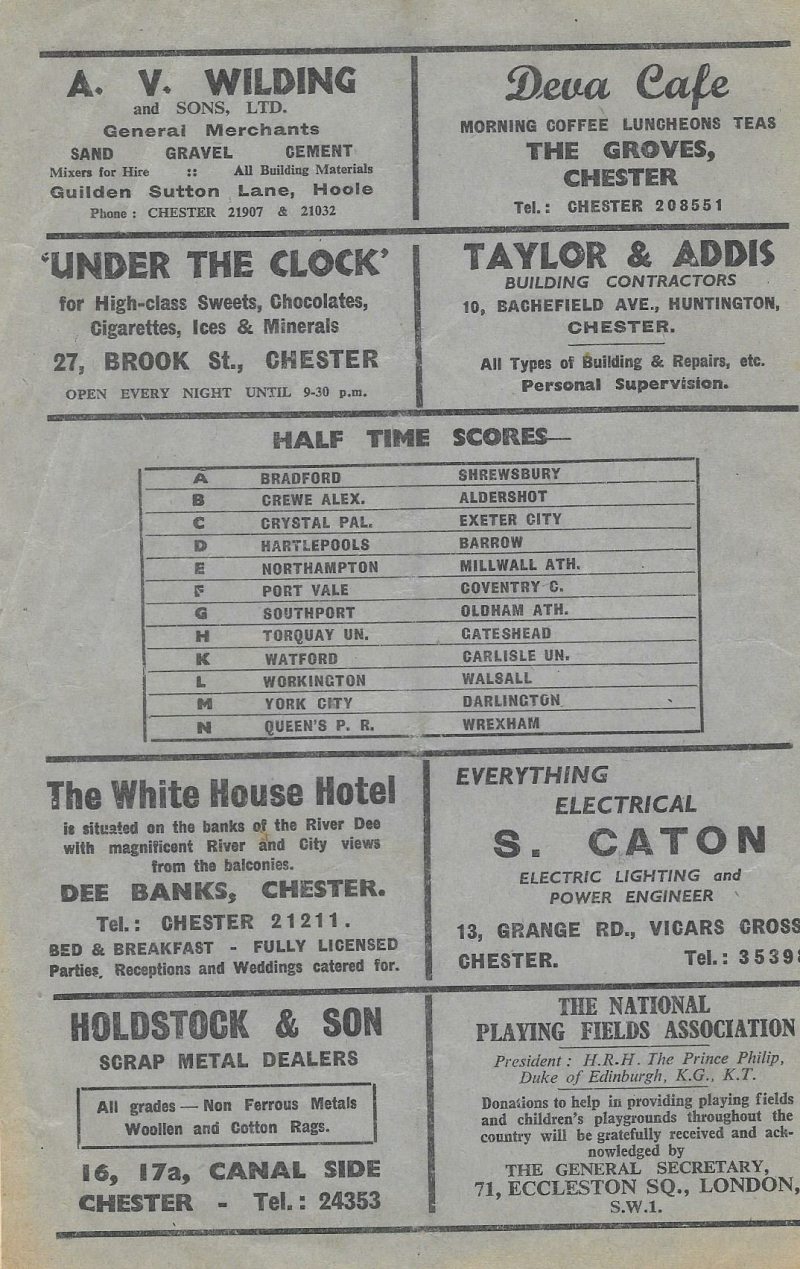 A. V. WILDING
and SONS, LTD.
General Merchants
SAND GRAVEL CEMENT
Mixers for Hire :: All Building Materials
Guilden Sutton Lane, Hoole
Phone : CHESTER 21907 & 21032
Deva Cafe
MORNING COFFEE LUNCHEONS TEAS
THE GROVES,
CHESTER
Tel.: CHESTER 208551
'UNDER THE CLOCK'
for High-class Sweets, Chocolates,
Cigarettes, Ices & Minerals
27, BROOK St., CHESTER
OPEN EVERY NIGHT UNTIL 9-30 p.m.
TAYLOR & ADDIS
BUILDING CONTRACTORS
10, BACHEFIELD AVE., HUNTINGTON,
CHESTER.
All Types of Building & Repairs, etc.
Personal Supervision.
HALF TIME SCORES—
A BRADFORD SHREWSBURY
B CREWE ALEX. ALDERSHOT
C CRYSTAL PAL. EXETER CITY
D HARTLEPOOLS BARROW
E NORTHAMPTON MILLWALL ATH.
F PORT VALE COVENTRY C.
G SOUTHPORT OLDHAM ATH.
H TORQUAY UN. GATESHEAD
K WATFORD CARLISLE UN.
L WORKINGTON WALSALL
M YORK CITY DARLINGTON
N QUEEN'S P. R. WREXHAM
The White House Hotel
is situated on the banks of the River Dee
with magnificent River and City views
from the balconies.
DEE BANKS, CHESTER.
Tel.: CHESTER 21211.
BED & BREAKFAST - FULLY LICENSED
Parties, Receptions and Weddings catered for.
EVERYTHING
ELECTRICAL
S. CATON
ELECTRIC LIGHTING and
POWER ENGINEER
13, GRANGE RD., VICARS CROSS
CHESTER. Tel.: 3539
HOLDSTOCK & SON
SCRAP METAL DEALERS
All grades — Non Ferrous Metals
Woollen and Cotton Rags.
16, 17a, CANAL SIDE
CHESTER - Tel.: 24353
THE NATIONAL
PLAYING FIELDS ASSOCIATION
President : H.R.H. The Prince Philip,
Duke of Edinburgh, K.G., K.T.
Donations to help in providing playing fields
and children's playgrounds throughout the
country will be gratefully received and ack-
nowledged by
THE GENERAL SECRETARY,
71, ECCLESTON SQ., LONDON,
S.W.1.